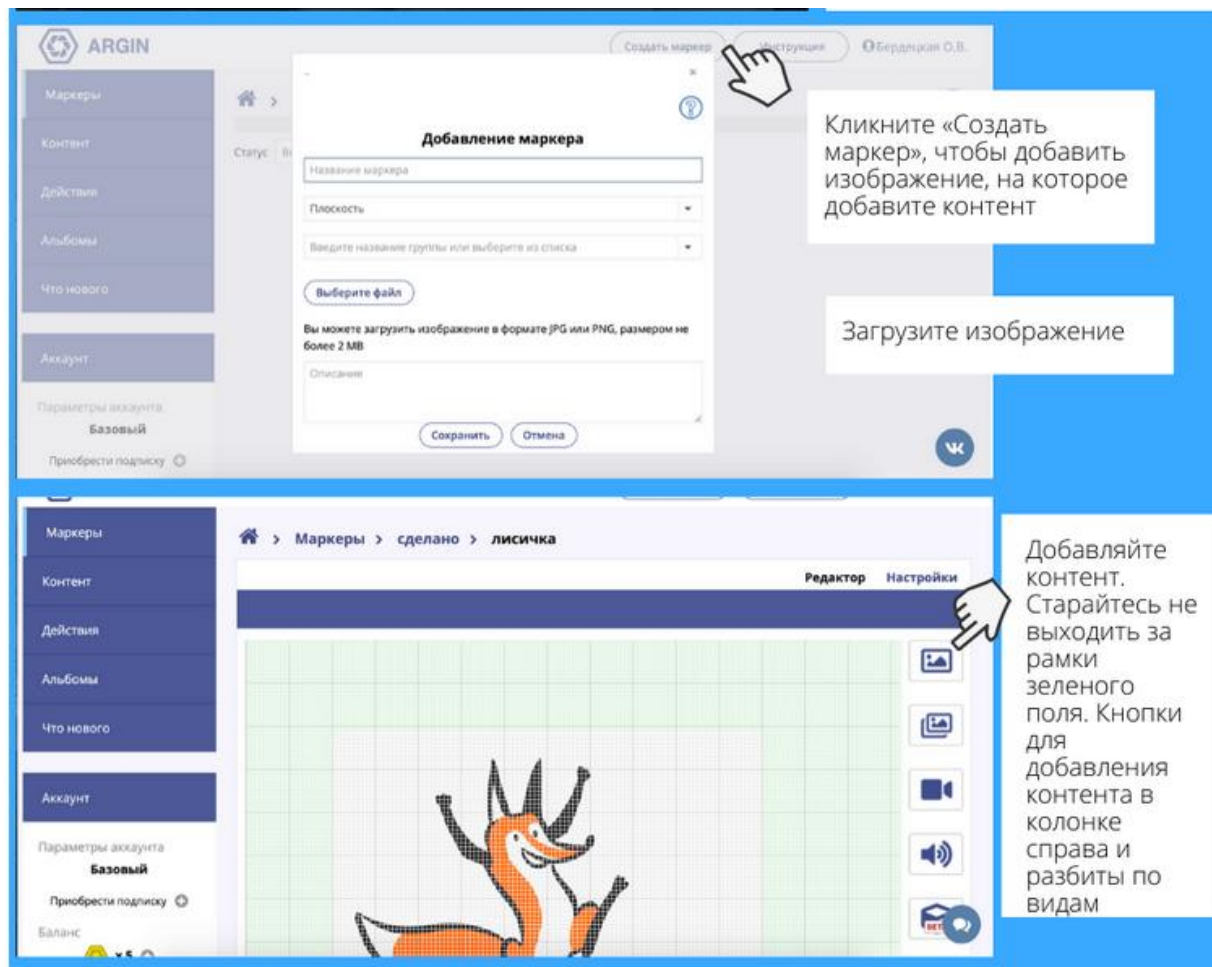 ARGIN
Создать маркер
Инструкция
Бердецкая О.В.
Маркеры
Контент
Действия
Альбомы
Что нового
Аккаунт
Параметры аккаунта
Базовый
Приобрести подписку
Статус
Добавление маркера
Название маркера
Плоскость
Введите название группы или выберите из списка
Выберите файл
Вы можете загрузить изображение в формате JPG или PNG, размером не
более 2 MB
Описание
Сохранить
Отмена
Кликните «Создать
маркер», чтобы добавить
изображение, на которое
добавите контент
Загрузите изображение
Маркеры
Контент
Действия
Альбомы
Что нового
Аккаунт
Параметры аккаунта
Базовый
Приобрести подписку
Баланс
x 5
Маркеры > сделано > лисичка
Редактор Настройки
Добавляйте
контент.
Старайтесь не
выходить за
рамки
зеленого
поля. Кнопки
для
добавления
контента в
колонке
справа и
разбиты по
видам